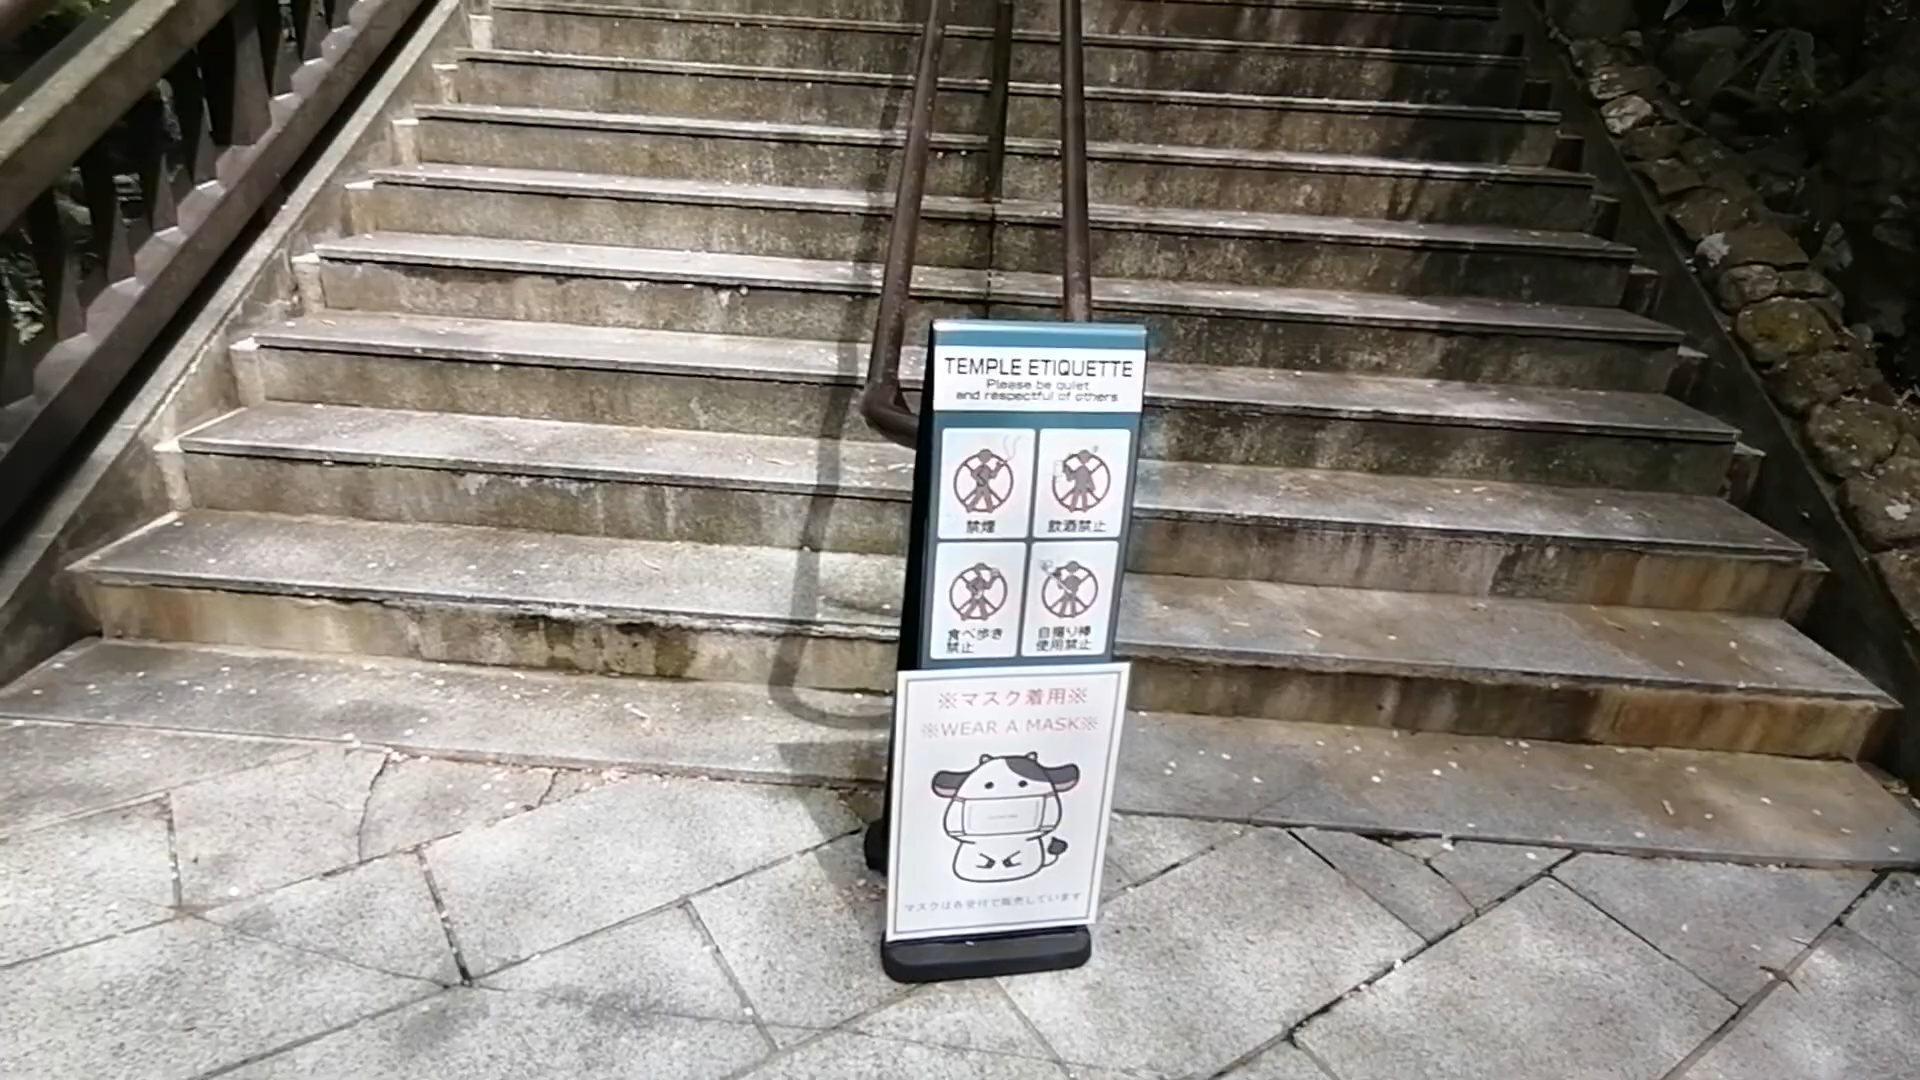 TEMPLE ETIQUETTE
Please be quiet
and respectful of others
禁煙
飲酒禁止
食べ歩き
禁止
自撮り棒
使用禁止
※マスク着用※
※WEAR A MASK※
マスクは各受付で販売しています